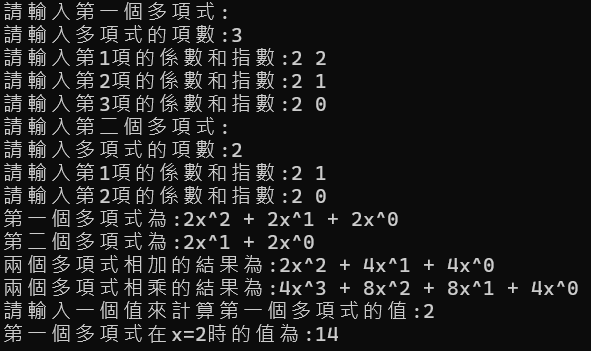 請輸入第一個多項式:
請輸入多項式的項數:3
請輸入第1項的係數和指數:2 2
請輸入第2項的係數和指數:2 1
請輸入第3項的係數和指數:2 0
請輸入第二個多項式:
請輸入多項式的項數:2
請輸入第1項的係數和指數:2 1
請輸入第2項的係數和指數:2 0
第一個多項式為:2x^2 + 2x^1 + 2x^0
第二個多項式為:2x^1 + 2x^0
兩個多項式相加的結果為:2x^2 + 4x^1 + 4x^0
兩個多項式相乘的結果為:4x^3 + 8x^2 + 8x^1 + 4x^0
請輸入一個值來計算第一個多項式的值:2
第一個多項式在x=2時的值為:14